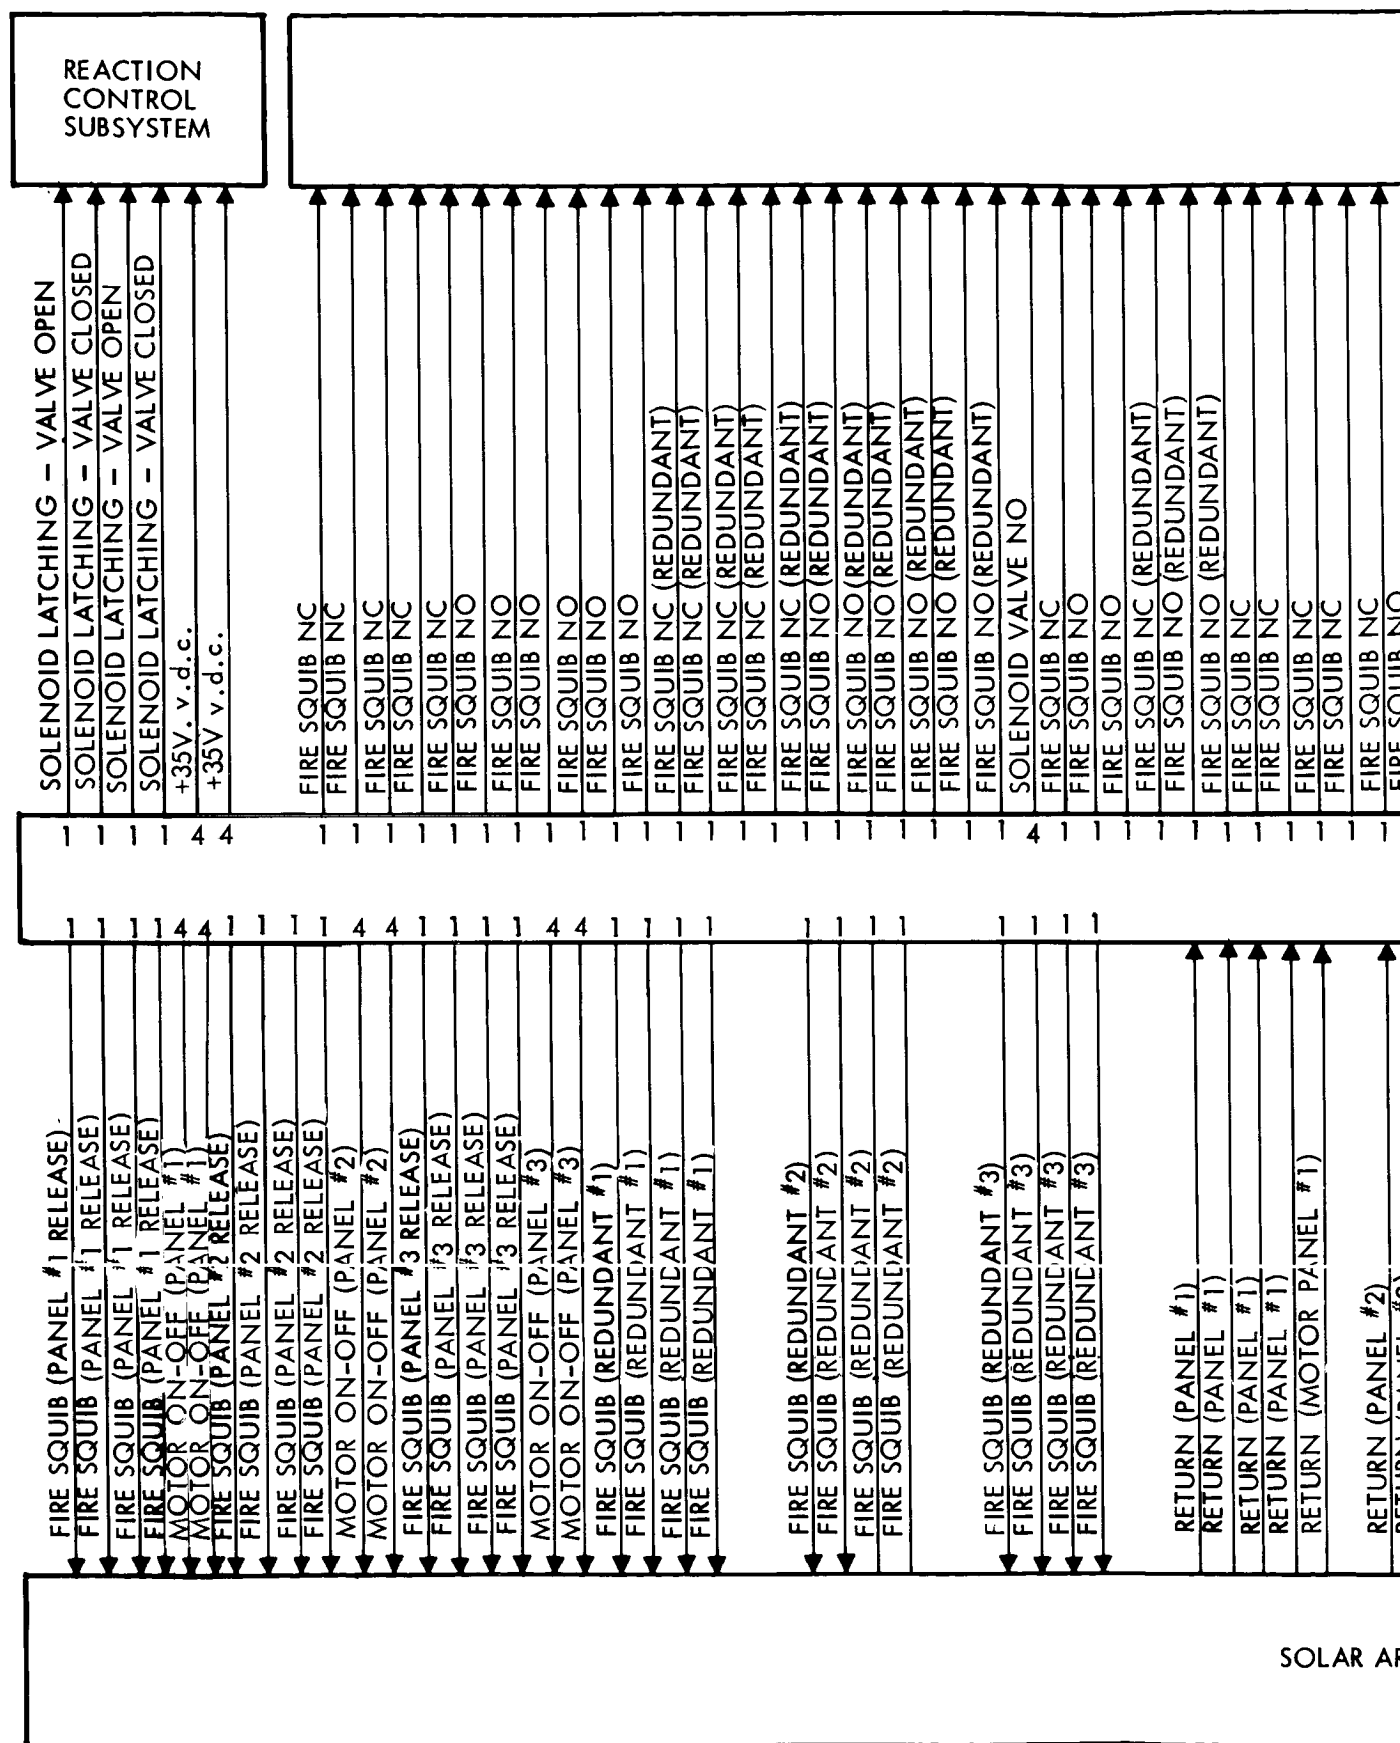 REACTION
CONTROL
SUBSYSTEM
SOLENOID LATCHING - VALVE OPEN
SOLENOID LATCHING - VALVE CLOSED
SOLENOID LATCHING - VALVE OPEN
SOLENOID LATCHING - VALVE CLOSED
+35V. v.d.c.
+35V v.d.c.
FIRE SQUIB NC
FIRE SQUIB NC
FIRE SQUIB NC
FIRE SQUIB NC
FIRE SQUIB NC
FIRE SQUIB NO
FIRE SQUIB NO
FIRE SQUIB NO
FIRE SQUIB NO
FIRE SQUIB NO
FIRE SQUIB NO
FIRE SQUIB NC (REDUNDANT)
FIRE SQUIB NC (REDUNDANT)
FIRE SQUIB NC (REDUNDANT)
FIRE SQUIB NC (REDUNDANT)
FIRE SQUIB NC (REDUNDANT)
FIRE SQUIB NO (REDUNDANT)
FIRE SQUIB NO (REDUNDANT)
FIRE SQUIB NO (REDUNDANT)
FIRE SQUIB NO (REDUNDANT)
FIRE SQUIB NO (REDUNDANT)
FIRE SQUIB NO (REDUNDANT)
SOLENOID VALVE NO
FIRE SQUIB NC
FIRE SQUIB NO
FIRE SQUIB NO
FIRE SQUIB NC (REDUNDANT)
FIRE SQUIB NO (REDUNDANT)
FIRE SQUIB NO (REDUNDANT)
FIRE SQUIB NC
FIRE SQUIB NC
FIRE SQUIB NC
FIRE SQUIB NC
FIRE SQUIB NC
FIRE SQUIB NO
1 1 1 1 4 4 1 1 1 1 1 1 1 1 1 1 1 1 1 1 1 1 1 1 1 1 1 1 4 1 1 1 1 1 1 1 1 1 1 1
1 1 1 1 4 4 1 1 1 1 4 4 1 1 1 1 4 4 1 1 1 1 1 1 1 1 1 1 1 1
FIRE SQUIB (PANEL #1 RELEASE)
FIRE SQUIB (PANEL #1 RELEASE)
FIRE SQUIB (PANEL #1 RELEASE)
FIRE SQUIB (PANEL #1 RELEASE)
MOTOR ON-OFF (PANEL #1)
MOTOR ON-OFF (PANEL #1)
FIRE SQUIB (PANEL #2 RELEASE)
FIRE SQUIB (PANEL #2 RELEASE)
FIRE SQUIB (PANEL #2 RELEASE)
FIRE SQUIB (PANEL #2 RELEASE)
MOTOR ON-OFF (PANEL #2)
MOTOR ON-OFF (PANEL #2)
FIRE SQUIB (PANEL #3 RELEASE)
FIRE SQUIB (PANEL #3 RELEASE)
FIRE SQUIB (PANEL #3 RELEASE)
FIRE SQUIB (PANEL #3 RELEASE)
MOTOR ON-OFF (PANEL #3)
MOTOR ON-OFF (PANEL #3)
FIRE SQUIB (REDUNDANT #1)
FIRE SQUIB (REDUNDANT #1)
FIRE SQUIB (REDUNDANT #1)
FIRE SQUIB (REDUNDANT #1)
FIRE SQUIB (REDUNDANT #2)
FIRE SQUIB (REDUNDANT #2)
FIRE SQUIB (REDUNDANT #2)
FIRE SQUIB (REDUNDANT #2)
FIRE SQUIB (REDUNDANT #3)
FIRE SQUIB (REDUNDANT #3)
FIRE SQUIB (REDUNDANT #3)
FIRE SQUIB (REDUNDANT #3)
RETURN (PANEL #1)
RETURN (PANEL #1)
RETURN (PANEL #1)
RETURN (PANEL #1)
RETURN (MOTOR PANEL #1)
RETURN (PANEL #2)
SOLAR AR